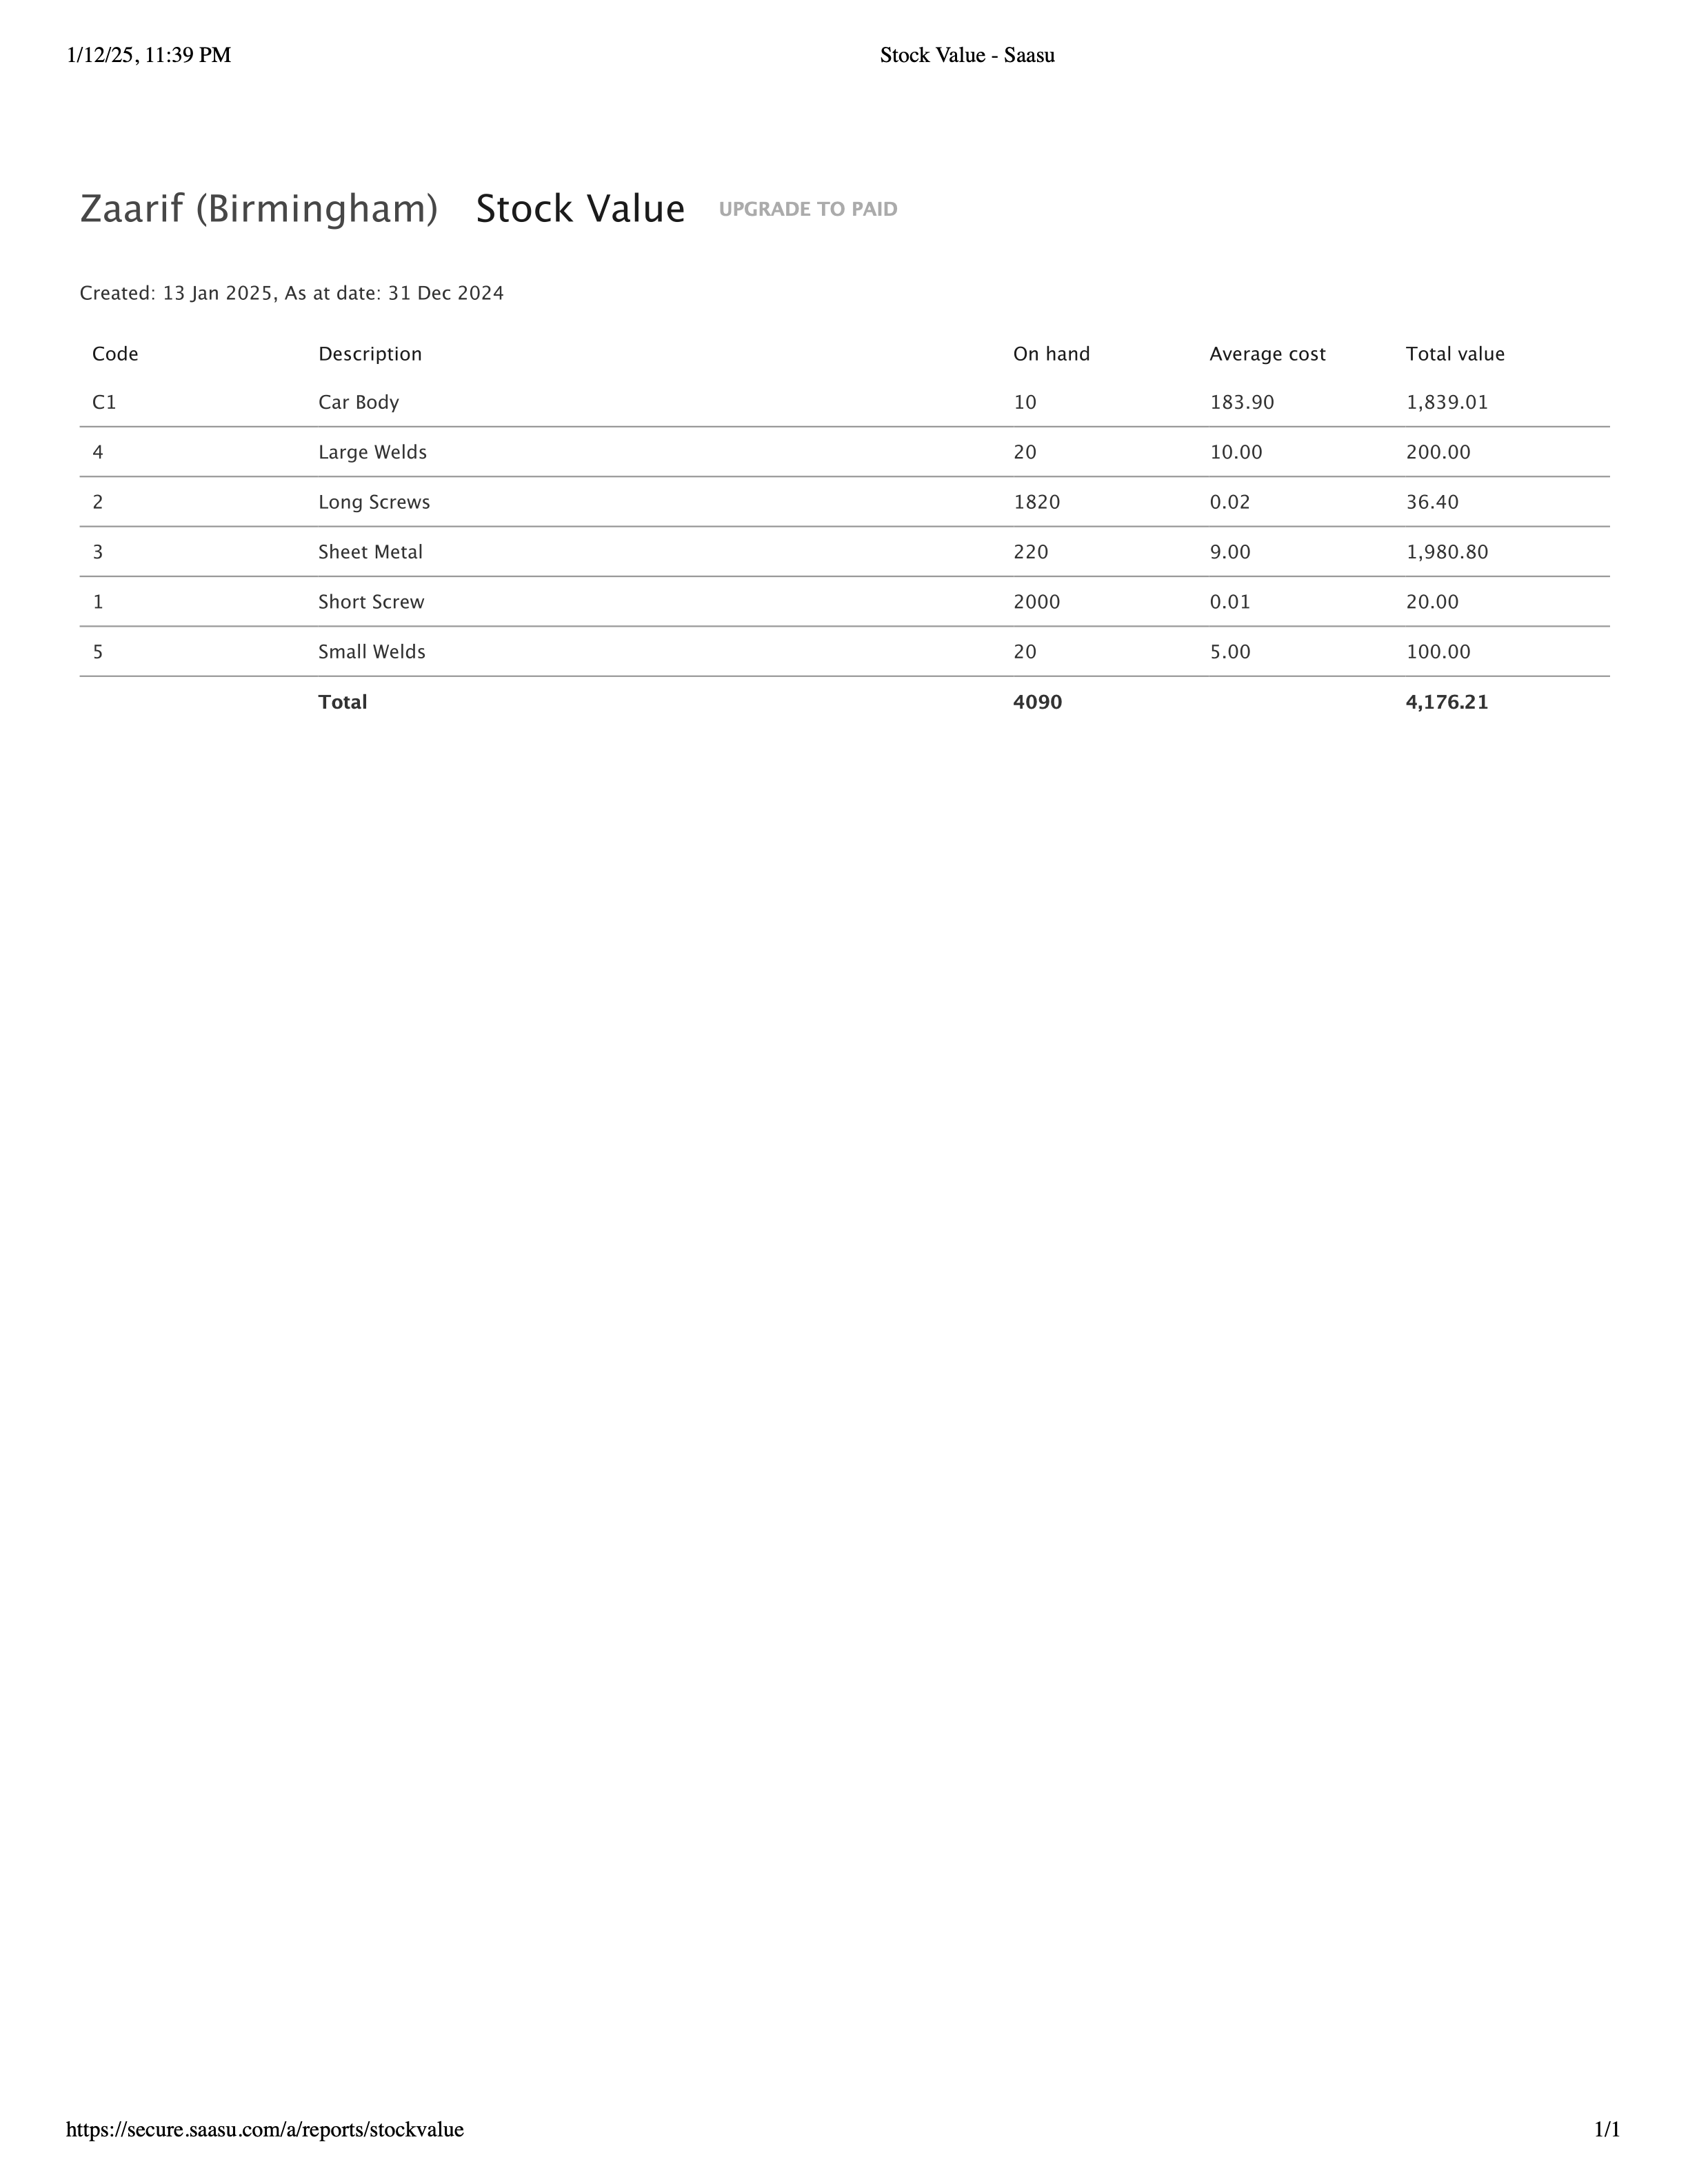 1/12/25, 11:39 PM Stock Value - Saasu
Zaarif (Birmingham) Stock Value UPGRADE TO PAID
Created: 13 Jan 2025, As at date: 31 Dec 2024
Code Description On hand Average cost Total value
C1 Car Body 10 183.90 1,839.01
4 Large Welds 20 10.00 200.00
2 Long Screws 1820 0.02 36.40
3 Sheet Metal 220 9.00 1,980.80
1 Short Screw 2000 0.01 20.00
5 Small Welds 20 5.00 100.00
Total 4090 4,176.21
https://secure.saasu.com/a/reports/stockvalue 1/1